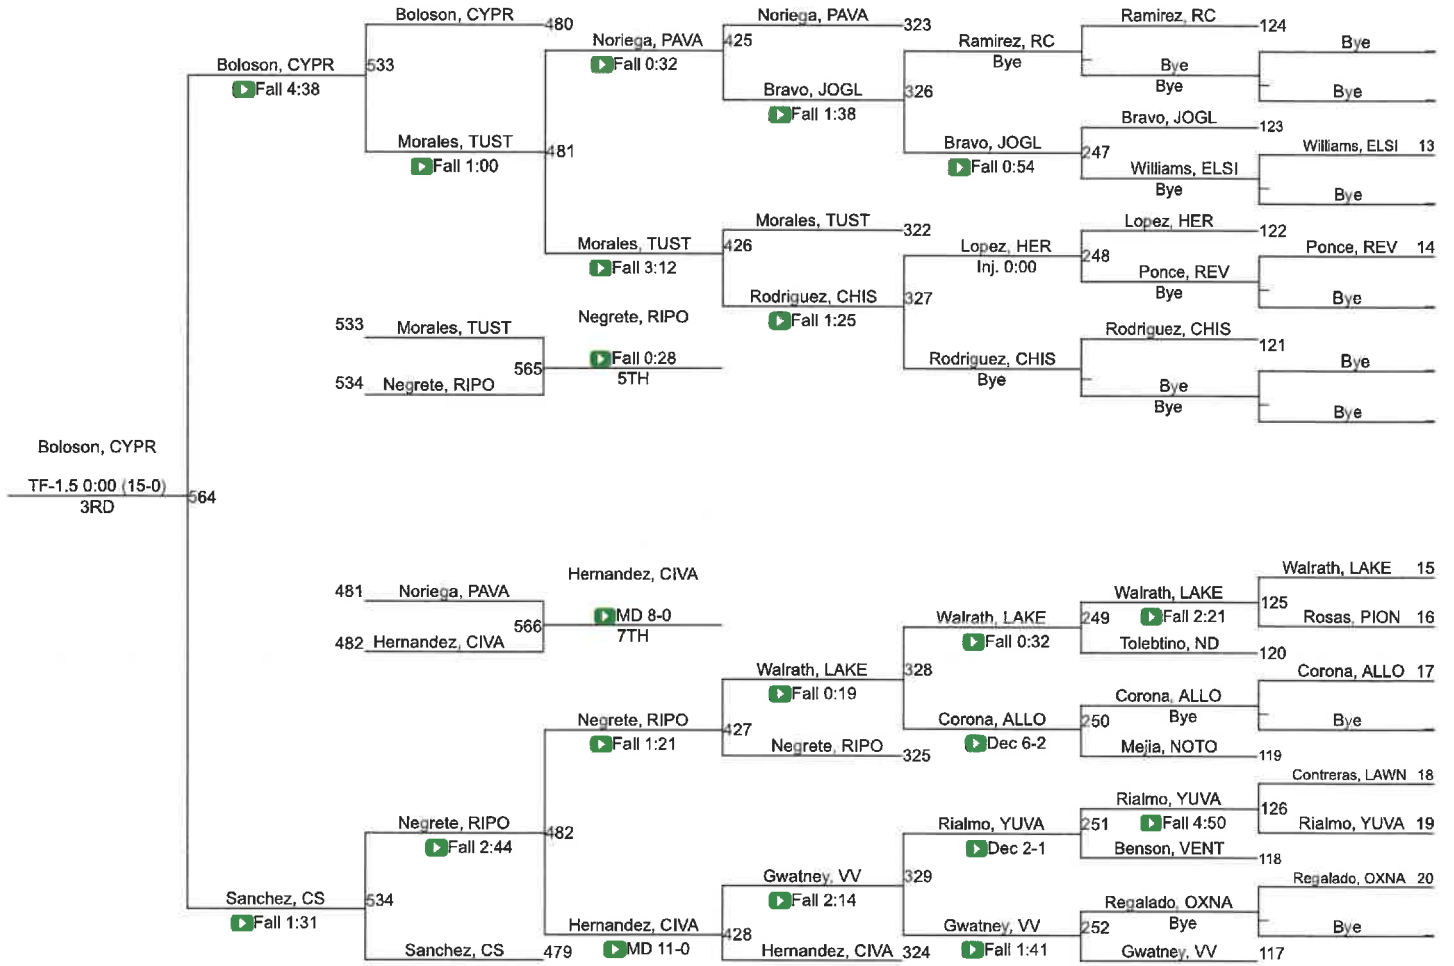 Boloson, CYPR
480
Noriega, PAVA
323
Ramirez, RC
124
Bye
Noriega, PAVA
425
Fall 0:32
Ramirez, RC
Bye
Bye
Bye
Bye
Boloson, CYPR
533
Fall 4:38
Bravo, JOGL
326
Fall 1:38
Bravo, JOGL
123
Williams, ELSI 13
Morales, TUST
481
Fall 1:00
Bravo, JOGL
247
Fall 0:54
Williams, ELSI
Bye
Bye
Morales, TUST
322
Lopez, HER
122
Morales, TUST
426
Fall 3:12
Lopez, HER
248
Inj. 0:00
Ponce, REV 14
Ponce, REV
Bye
Bye
Rodriguez, CHIS
327
Fall 1:25
533
Morales, TUST
Negrete, RIPO
Rodriguez, CHIS
121
Rodriguez, CHIS
Bye
Bye
565
Fall 0:28
5TH
534
Negrete, RIPO
Bye
Bye
Bye
Boloson, CYPR
TF-1.5 0:00 (15-0)
564
3RD
Hernandez, CIVA
Walrath, LAKE 15
481
Noriega, PAVA
Walrath, LAKE
125
Fall 2:21
566
MD 8-0
7TH
Walrath, LAKE
249
Fall 0:32
Rosas, PION 16
482
Hernandez, CIVA
Tolebtino, ND
120
Walrath, LAKE
328
Fall 0:19
Corona, ALLO 17
Corona, ALLO
Bye
Negrete, RIPO
427
Fall 1:21
Corona, ALLO
250
Dec 6-2
Bye
Negrete, RIPO
325
Mejia, NOTO
119
Contreras, LAWN 18
Rialmo, YUVA
126
Fall 4:50
Negrete, RIPO
482
Fall 2:44
Rialmo, YUVA
251
Dec 2-1
Rialmo, YUVA 19
Benson, VENT
118
Gwatney, VV
329
Fall 2:14
Regalado, OXNA 20
Sanchez, CS
534
Fall 1:31
Regalado, OXNA
Bye
Hernandez, CIVA
428
MD 11-0
Gwatney, VV
252
Fall 1:41
Bye
Sanchez, CS
479
Hernandez, CIVA
324
Gwatney, VV
117